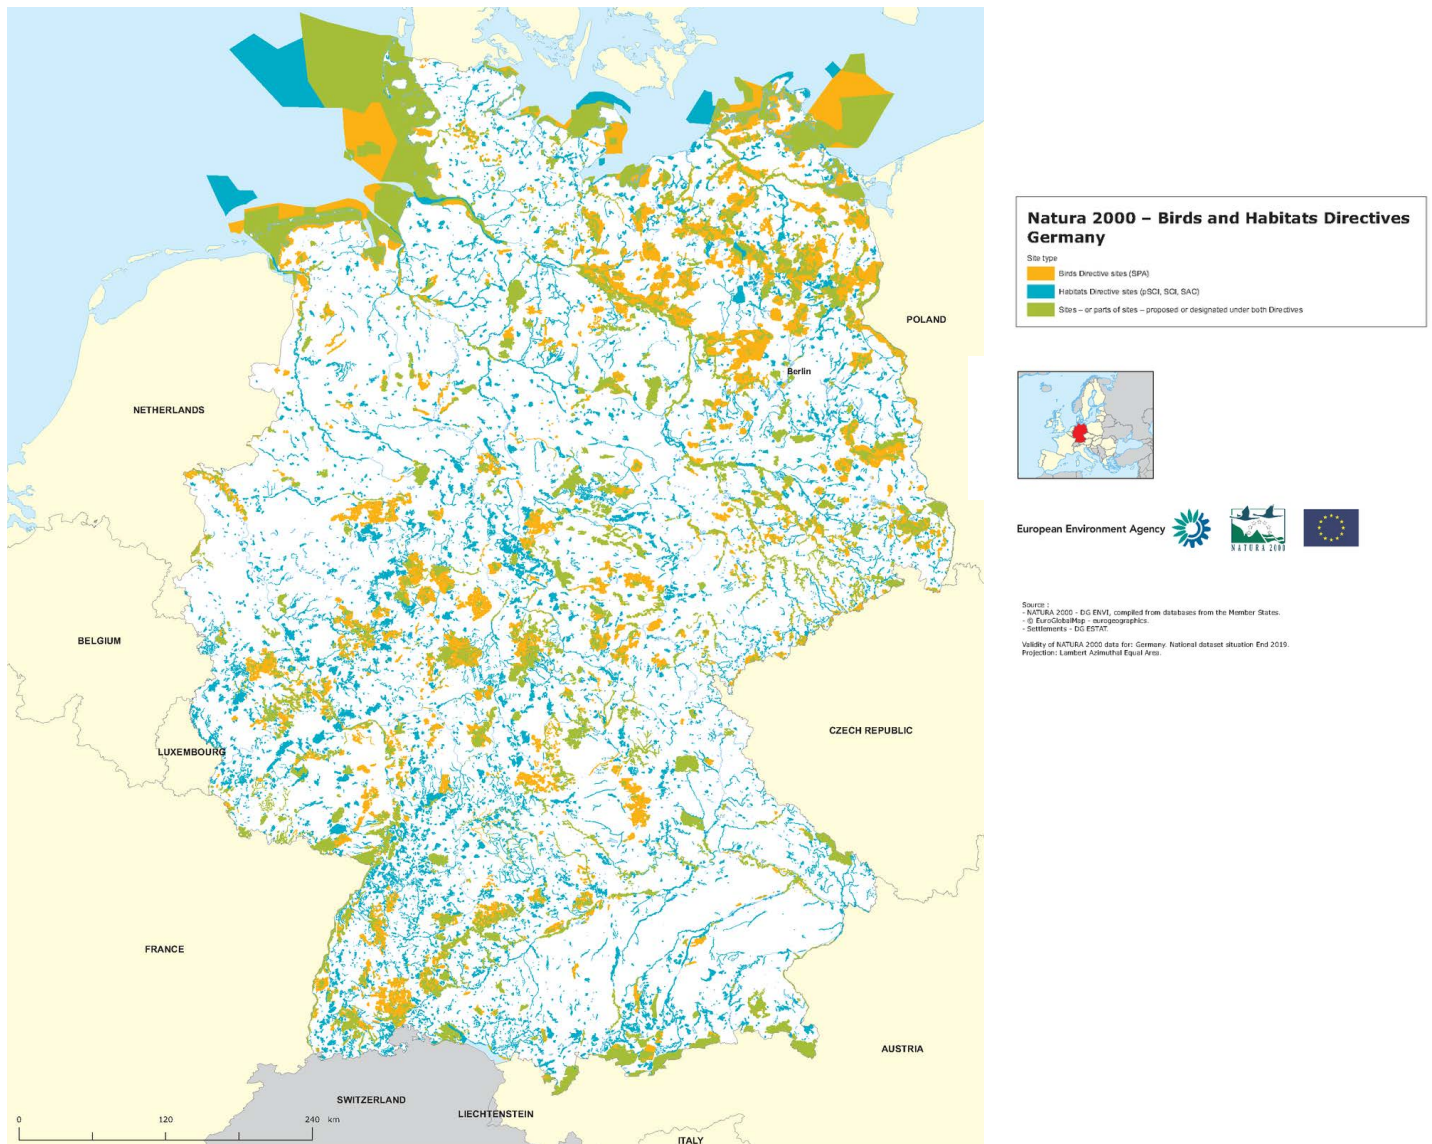 Natura 2000 – Birds and Habitats Directives
Germany
Site type
Birds Directive sites (SPA)
Habitats Directive sites (pSCI, SCI, SAC)
Sites – or parts of sites – proposed or designated under both Directives
POLAND
Berlin
NETHERLANDS
BELGIUM
LUXEMBOURG
CZECH REPUBLIC
FRANCE
AUSTRIA
SWITZERLAND
LIECHTENSTEIN
ITALY
0 120 240 km
European Environment Agency
NATURA 2000
Source :
- NATURA 2000 - DG ENVI, compiled from databases from the Member States.
- © EuroGlobalMap - eurogeographics.
- Settlements - DG ESTAT.
Validity of NATURA 2000 data for: Germany. National dataset situation End 2019.
Projection: Lambert Azimuthal Equal Area.